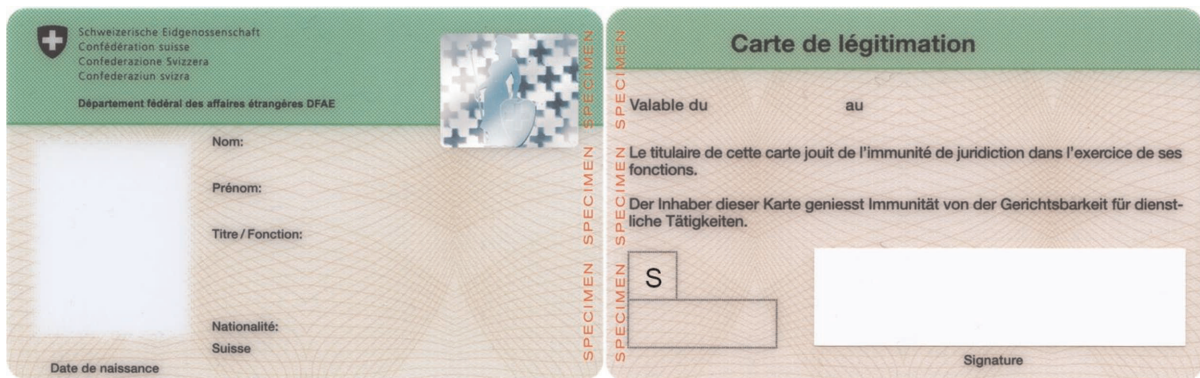 Schweizerische Eidgenossenschaft
Confédération suisse
Confederazione Svizzera
Confederaziun svizra
Département fédéral des affaires étrangères DFAE
Nom:
Prénom:
Titre / Fonction:
Nationalité:
Suisse
Date de naissance
SPECIMEN SPECIMEN SPECIMEN
SPECIMEN SPECIMEN SPECIMEN
Carte de légitimation
Valable du au
Le titulaire de cette carte jouit de l'immunité de juridiction dans l'exercice de ses
fonctions.
Der Inhaber dieser Karte geniesst Immunität von der Gerichtsbarkeit für dienst-
liche Tätigkeiten.
S
Signature